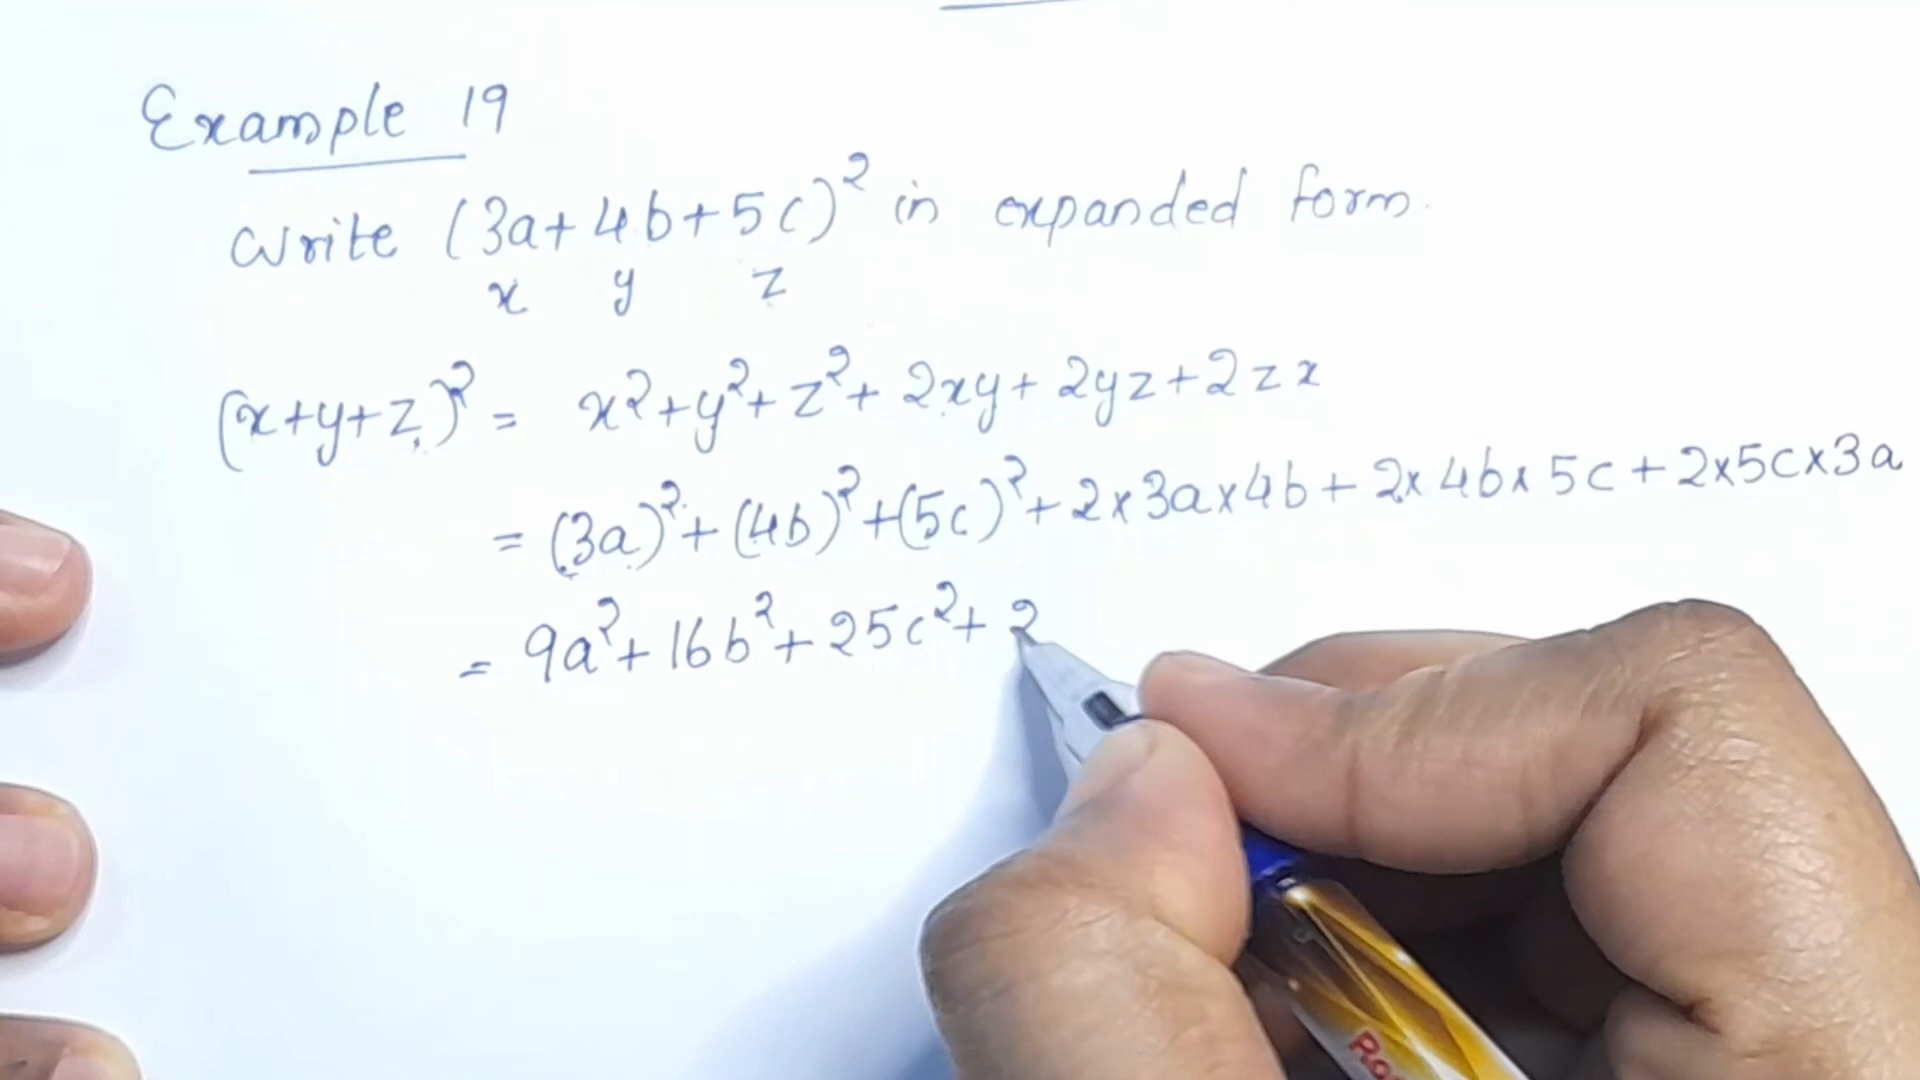 Example 19
Write (3a+4b+5c)² in expanded form.
x y z
(x+y+z)² = x²+y²+z²+2xy+2yz+2zx
= (3a)²+(4b)²+(5c)²+2×3a×4b+2×4b×5c+2×5c×3a
= 9a²+16b²+25c²+2